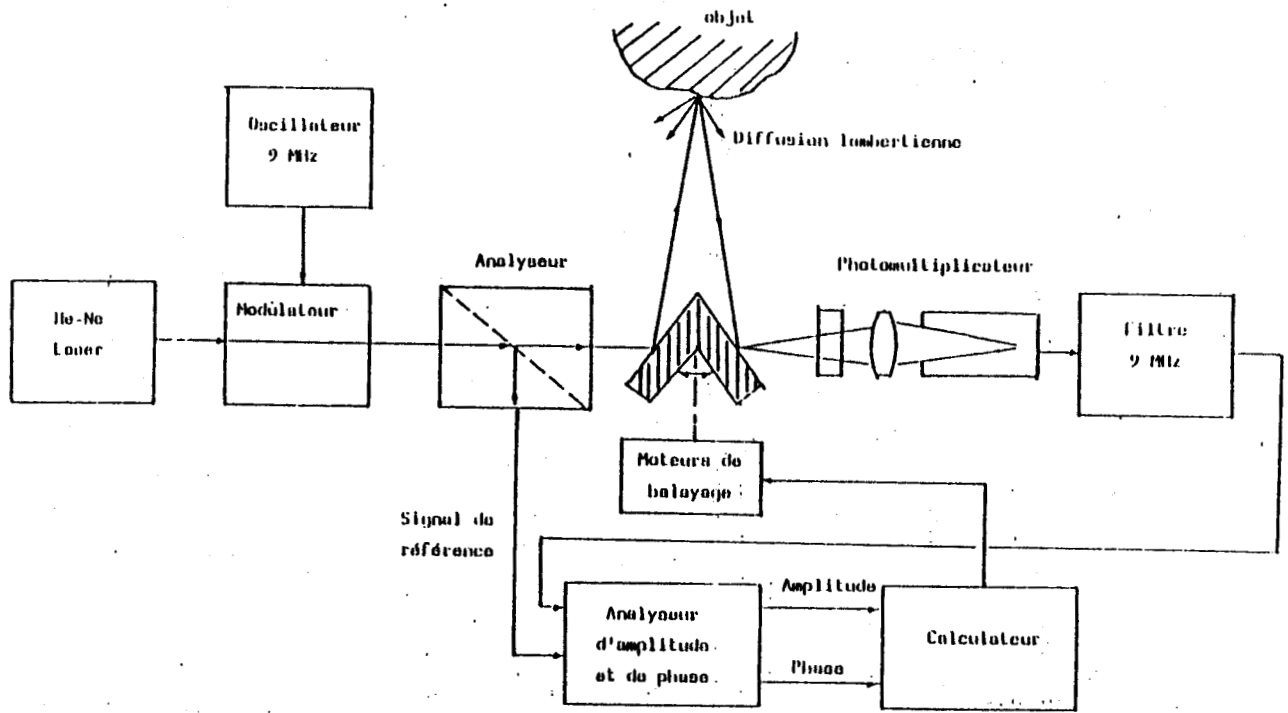 objet
Oscillateur
9 MHz
Diffusion lambertienne
Analyseur
Photomultiplicateur
He-Ne
Laser
Modulateur
Filtre
9 MHz
Moteurs de
balayage
Signal de
référence
Amplitude
Analyseur
d'amplitude
et de phase
Calculateur
Phase